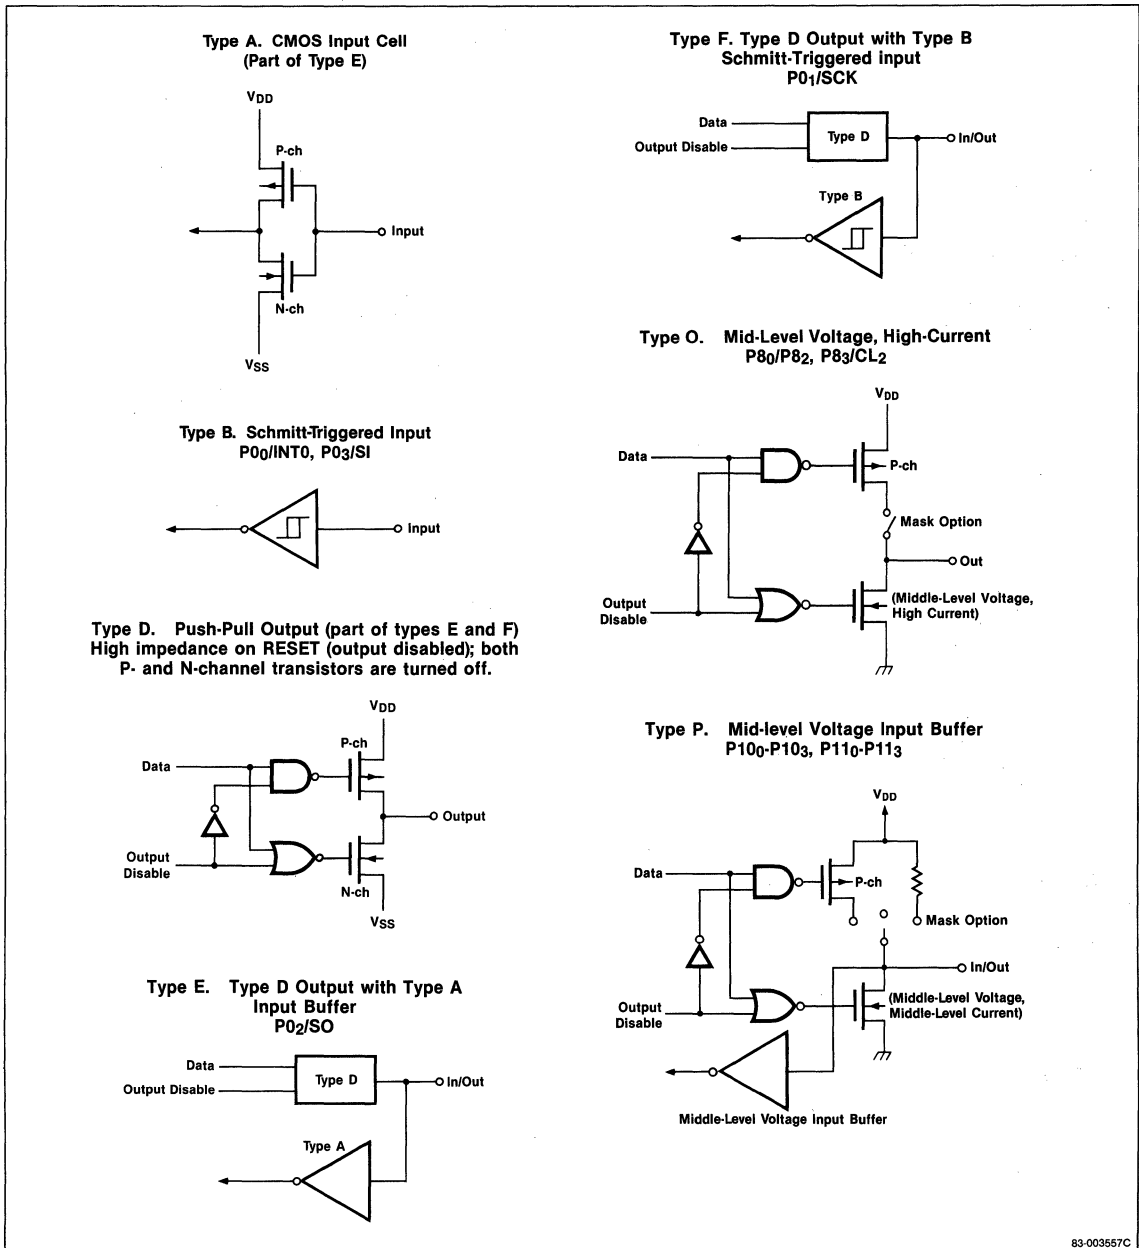 Type A. CMOS Input Cell
(Part of Type E)
VDD
P-ch
Input
N-ch
VSS
Type B. Schmitt-Triggered Input
P00/INT0, P03/SI
Input
Type D. Push-Pull Output (part of types E and F)
High impedance on RESET (output disabled); both
P- and N-channel transistors are turned off.
VDD
P-ch
Data
Output
Output
Disable
N-ch
VSS
Type E. Type D Output with Type A
Input Buffer
P02/SO
Data
Type D
In/Out
Output Disable
Type A
Type F. Type D Output with Type B
Schmitt-Triggered input
P01/SCK
Data
Type D
In/Out
Output Disable
Type B
Type O. Mid-Level Voltage, High-Current
P80/P82, P83/CL2
VDD
Data
P-ch
Mask Option
Out
Output
Disable
(Middle-Level Voltage,
High Current)
Type P. Mid-level Voltage Input Buffer
P100-P103, P110-P113
VDD
Data
P-ch
Mask Option
In/Out
Output
Disable
(Middle-Level Voltage,
Middle-Level Current)
Middle-Level Voltage Input Buffer
83-003557C